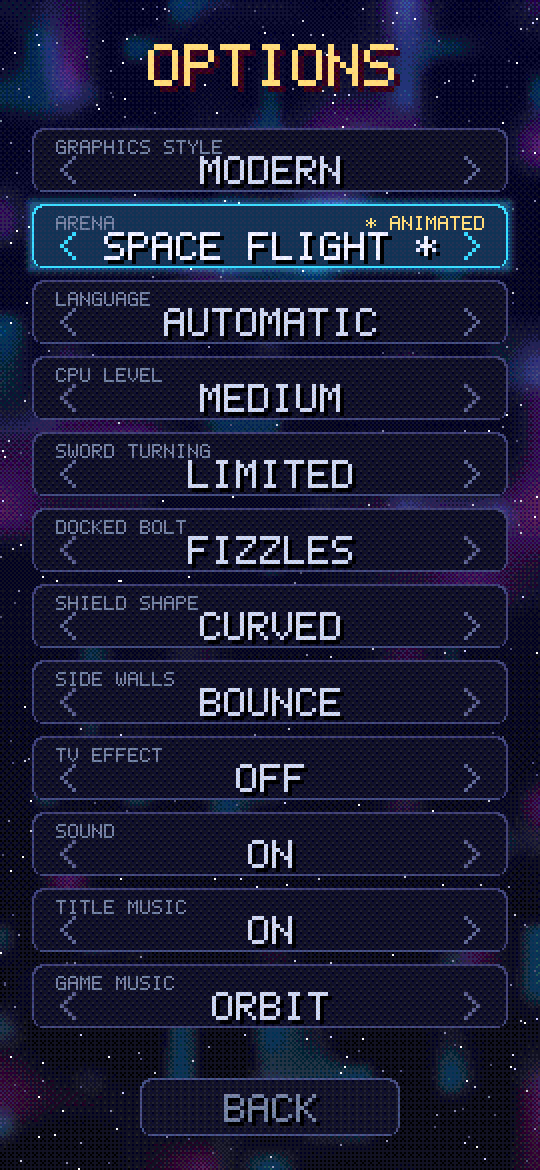 OPTIONS
GRAPHICS STYLE
< MODERN >
ARENA * ANIMATED
< SPACE FLIGHT * >
LANGUAGE
< AUTOMATIC >
CPU LEVEL
< MEDIUM >
SWORD TURNING
< LIMITED >
DOCKED BOLT
< FIZZLES >
SHIELD SHAPE
< CURVED >
SIDE WALLS
< BOUNCE >
TV EFFECT
< OFF >
SOUND
< ON >
TITLE MUSIC
< ON >
GAME MUSIC
< ORBIT >
BACK